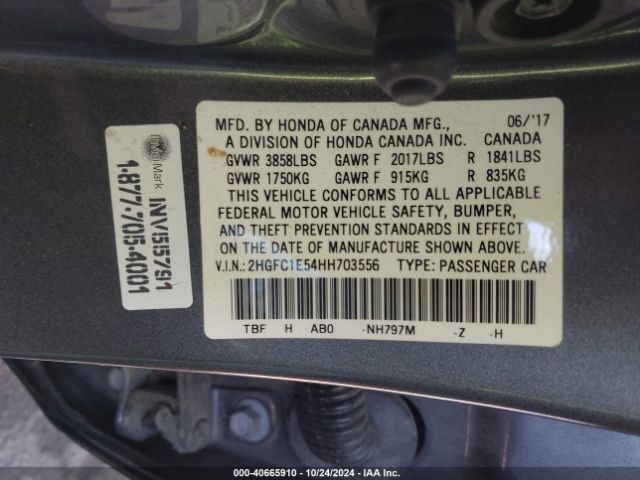 MFD. BY HONDA OF CANADA MFG., 06/'17
A DIVISION OF HONDA CANADA INC. CANADA
GVWR 3858LBS GAWR F 2017LBS R 1841LBS
GVWR 1750KG GAWR F 915KG R 835KG
THIS VEHICLE CONFORMS TO ALL APPLICABLE
FEDERAL MOTOR VEHICLE SAFETY, BUMPER,
AND THEFT PREVENTION STANDARDS IN EFFECT
ON THE DATE OF MANUFACTURE SHOWN ABOVE.
V.I.N.: 2HGFC1E54HH703556 TYPE: PASSENGER CAR
TBF H AB0 -NH797M -Z -H
Mark
INV515791
1-877-705-4001
000-40665910 - 10/24/2024 - IAA Inc.